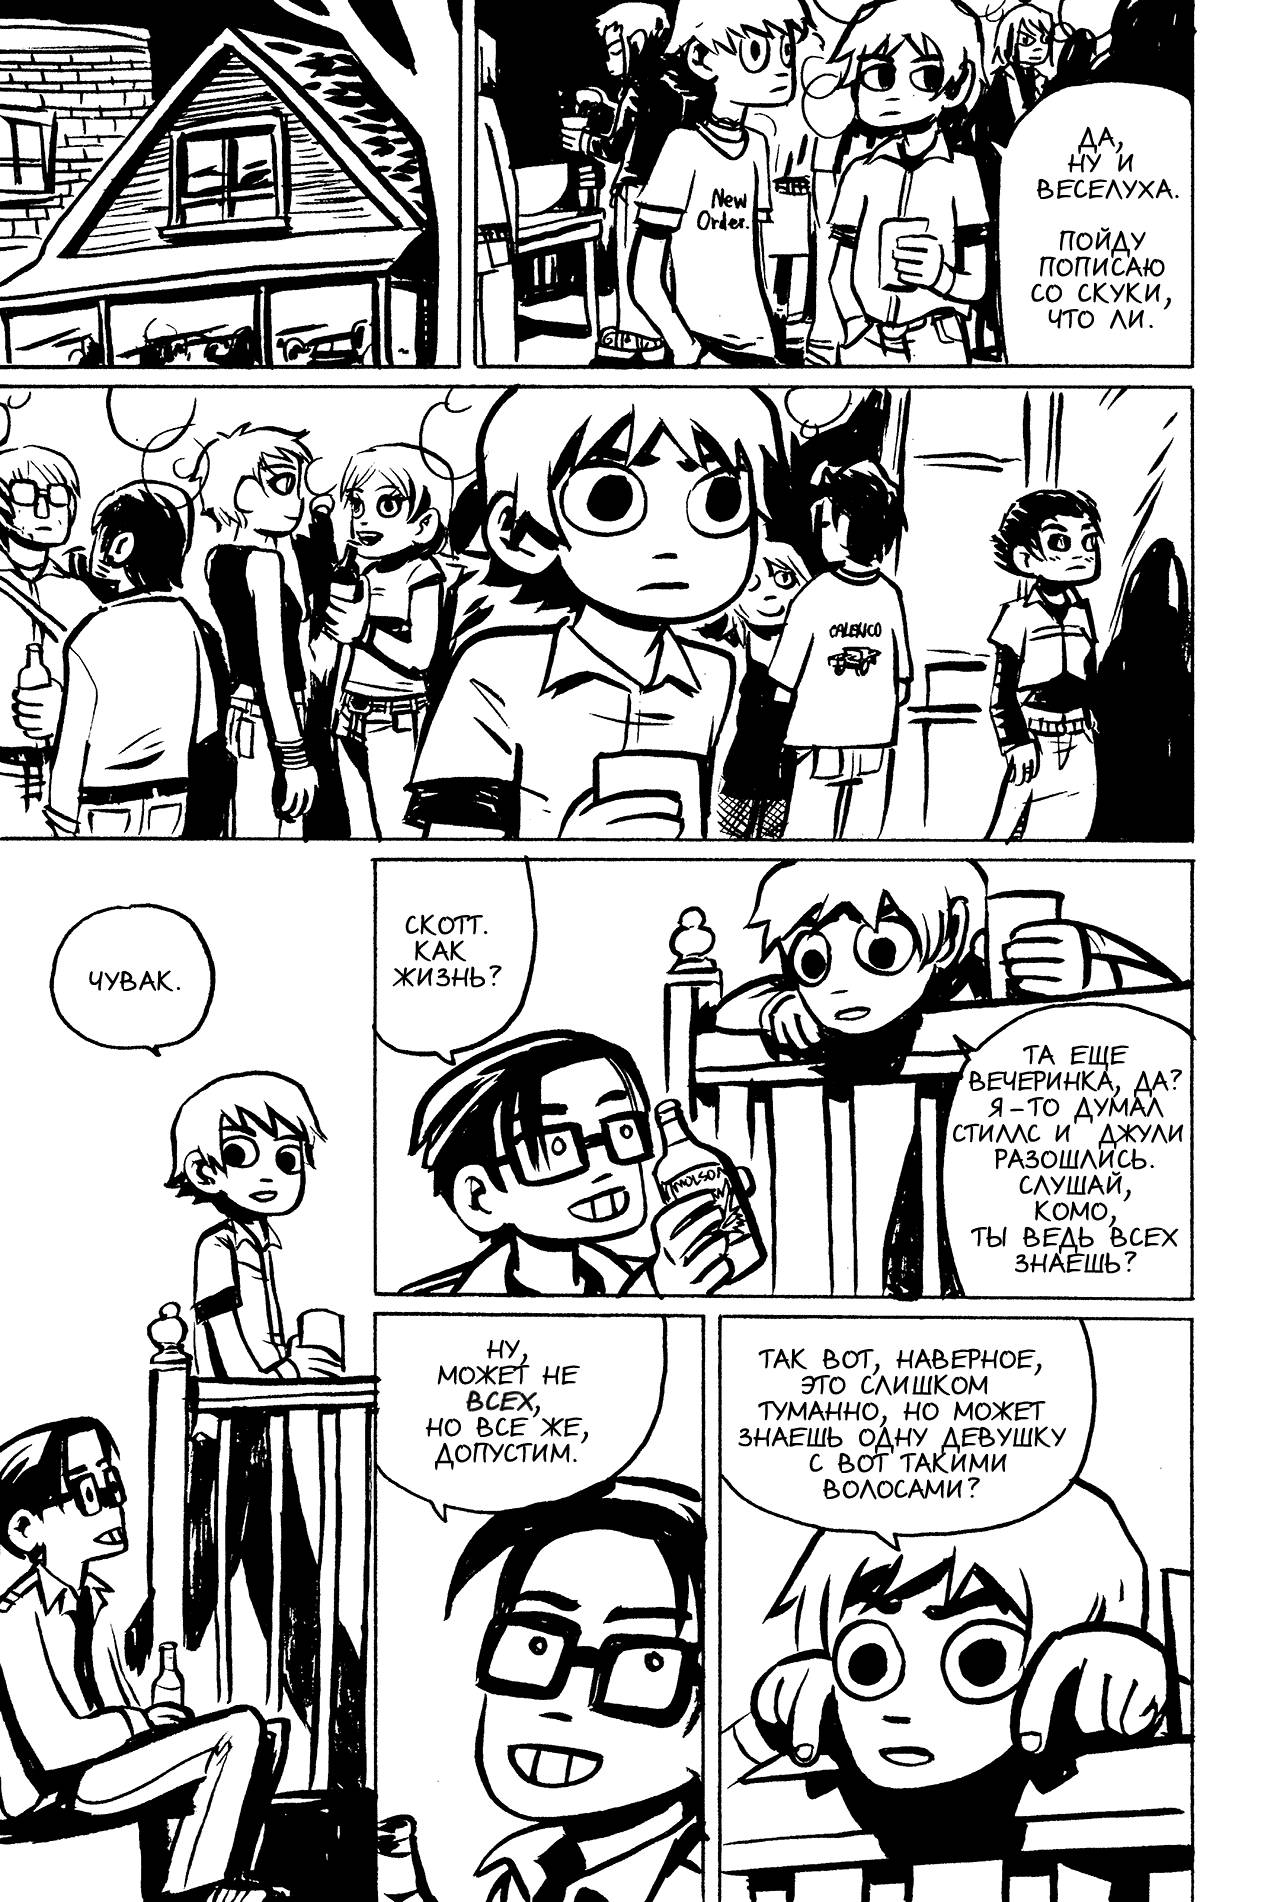 New
Order.
ДА,
НУ И
ВЕСЕЛУХА.
ПОЙДУ
ПОПИСАЮ
СО СКУКИ,
ЧТО ЛИ.
CALEXICO
ЧУВАК.
СКОТТ.
КАК
ЖИЗНЬ?
MOLSON
ТА ЕЩЕ
ВЕЧЕРИНКА, ДА?
Я-ТО ДУМАЛ
СТИЛЛС И ДЖУЛИ
РАЗОШЛИСЬ.
СЛУШАЙ,
КОМО,
ТЫ ВЕДЬ ВСЕХ
ЗНАЕШЬ?
НУ,
МОЖЕТ НЕ
ВСЕХ,
НО ВСЕ ЖЕ,
ДОПУСТИМ.
ТАК ВОТ, НАВЕРНОЕ,
ЭТО СЛИШКОМ
ТУМАННО, НО МОЖЕТ
ЗНАЕШЬ ОДНУ ДЕВУШКУ
С ВОТ ТАКИМИ
ВОЛОСАМИ?